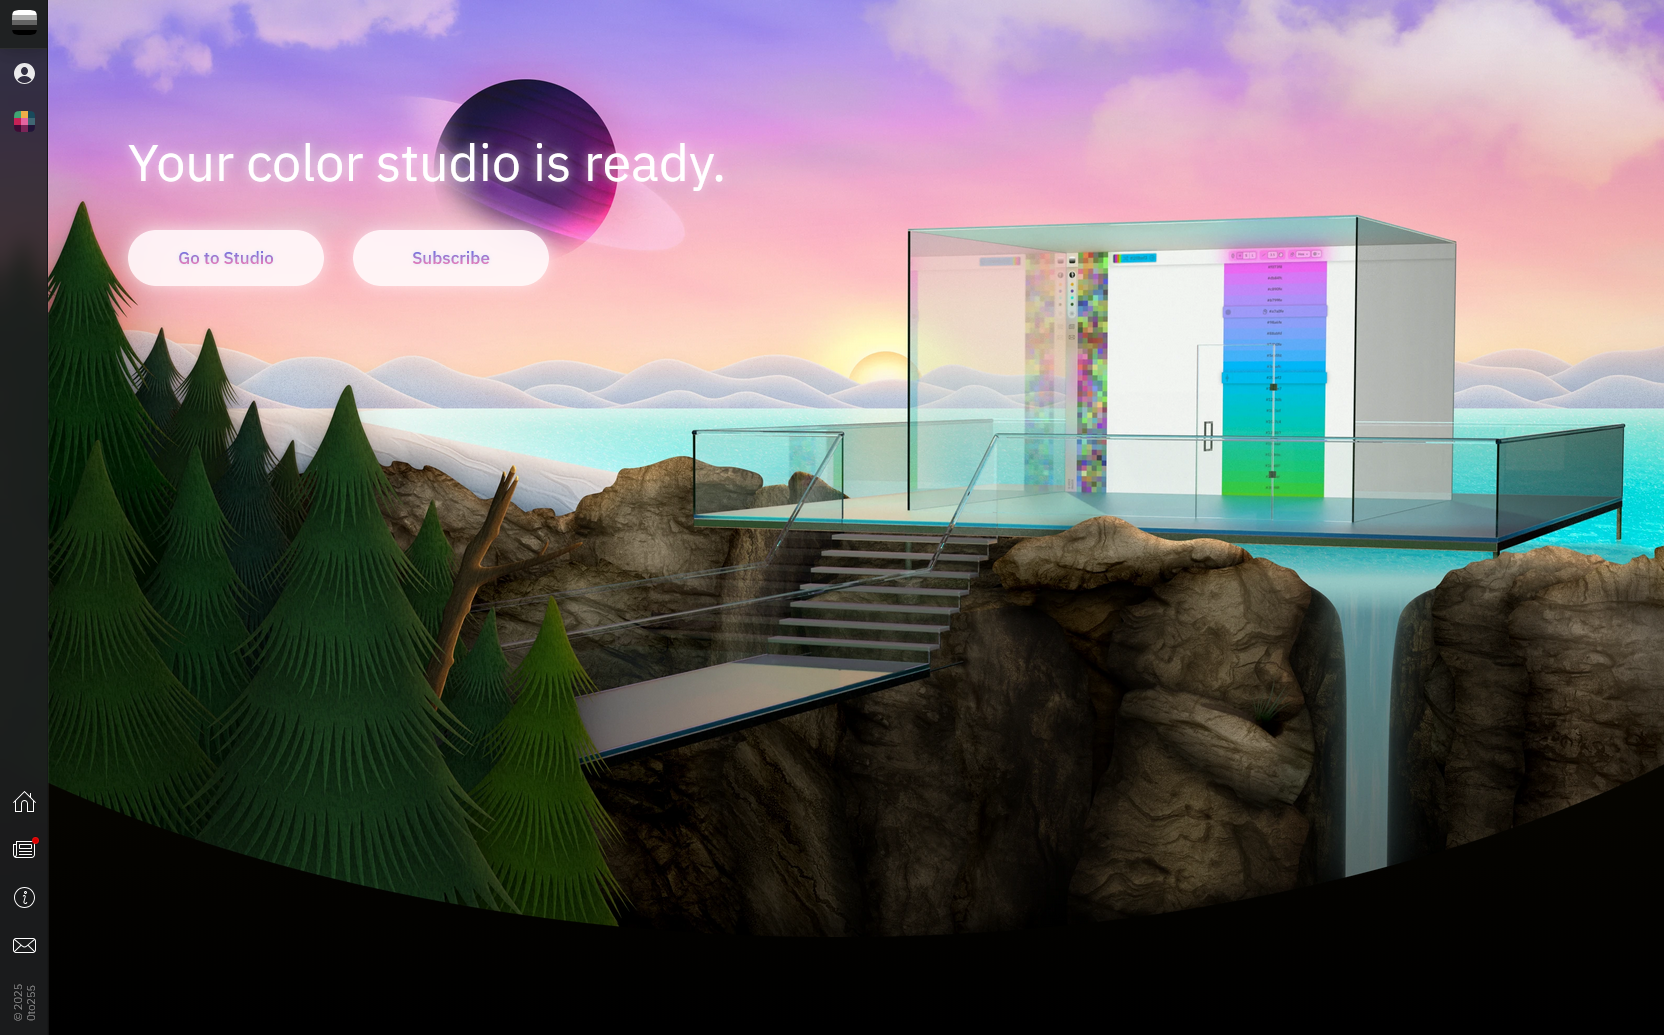 Your color studio is ready.
Go to Studio
Subscribe
© 2025
0to255